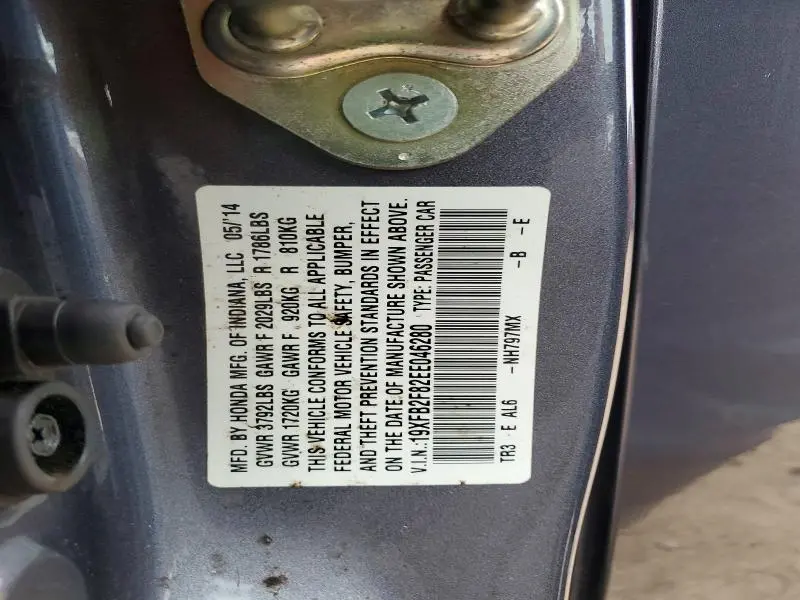 MFD. BY HONDA MFG. OF INDIANA, LLC 05/'14
GVWR 3792LBS GAWR F 2029LBS R 1786LBS
GVWR 1720KG GAWR F 920KG R 810KG
THIS VEHICLE CONFORMS TO ALL APPLICABLE
FEDERAL MOTOR VEHICLE SAFETY, BUMPER,
AND THEFT PREVENTION STANDARDS IN EFFECT
ON THE DATE OF MANUFACTURE SHOWN ABOVE.
V.I.N.:19XFB2F82EE046280 TYPE: PASSENGER CAR
TR3 - E AL6 -NH797MX -B -E